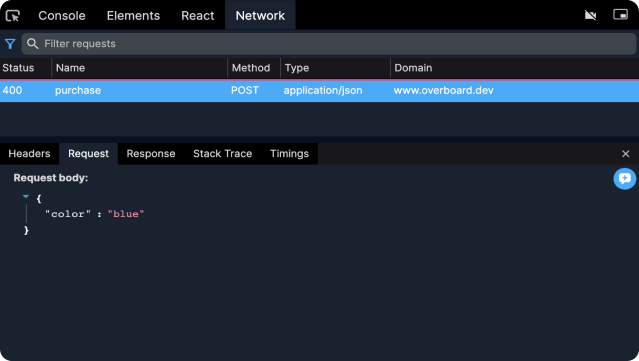 Console Elements React Network
Filter requests
Status Name Method Type Domain
400 purchase POST application/json www.overboard.dev
Headers Request Response Stack Trace Timings
Request body:
{
"color" : "blue"
}